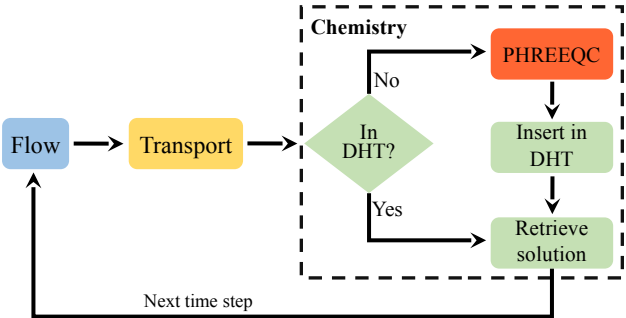 Chemistry
PHREEQC
No
Flow
Transport
In
DHT?
Insert in
DHT
Yes
Retrieve
solution
Next time step